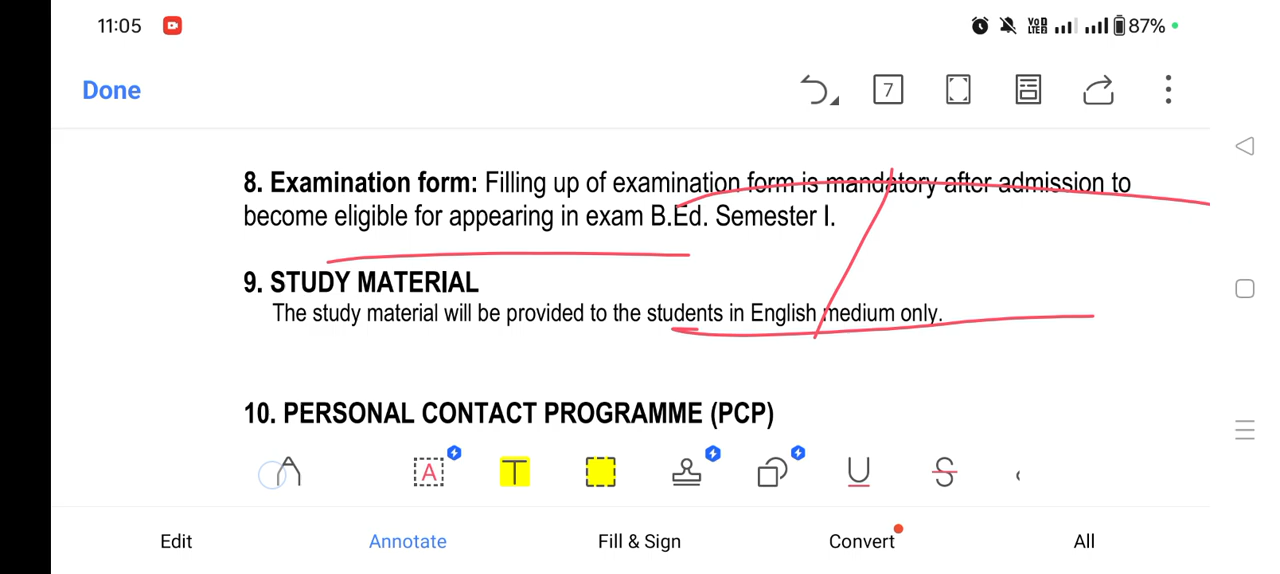 11:05 87%
Done 7
8. Examination form: Filling up of examination form is mandatory after admission to
become eligible for appearing in exam B.Ed. Semester I.
9. STUDY MATERIAL
The study material will be provided to the students in English medium only.
10. PERSONAL CONTACT PROGRAMME (PCP)
A T U S
Edit Annotate Fill & Sign Convert All